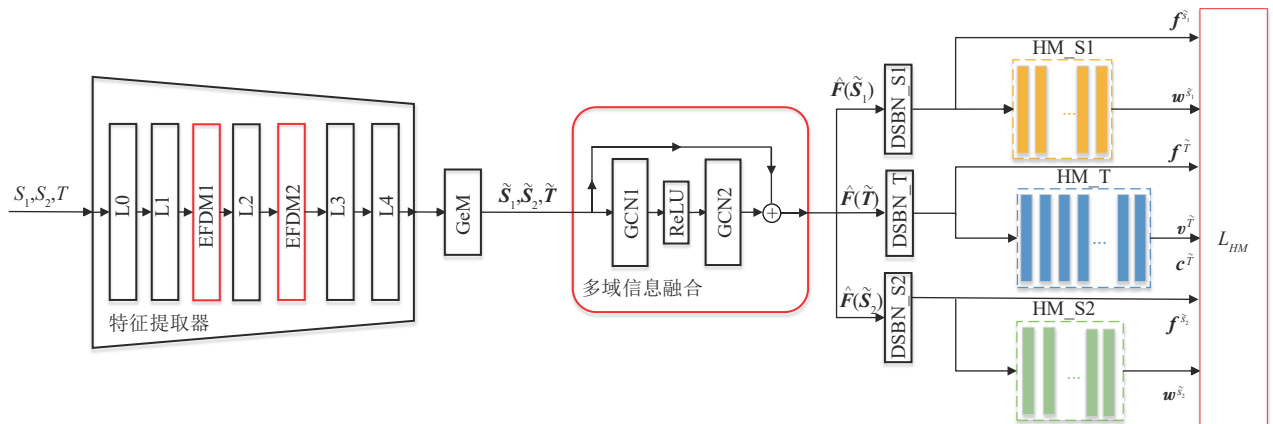 S₁,S₂,T
L0
L1
EFDM1
L2
EFDM2
L3
L4
特征提取器
GeM
S̃₁,S̃₂,T̃
GCN1
ReLU
GCN2
+
多域信息融合
F̂(S̃₁)
F̂(T̃)
F̂(S̃₂)
DSBN_S1
DSBN_T
DSBN_S2
HM_S1
...
HM_T
...
HM_S2
...
f^s̃₁
w^s̃₁
f^T̃
v^T̃
c^T̃
f^s̃₂
w^s̃₂
L_HM